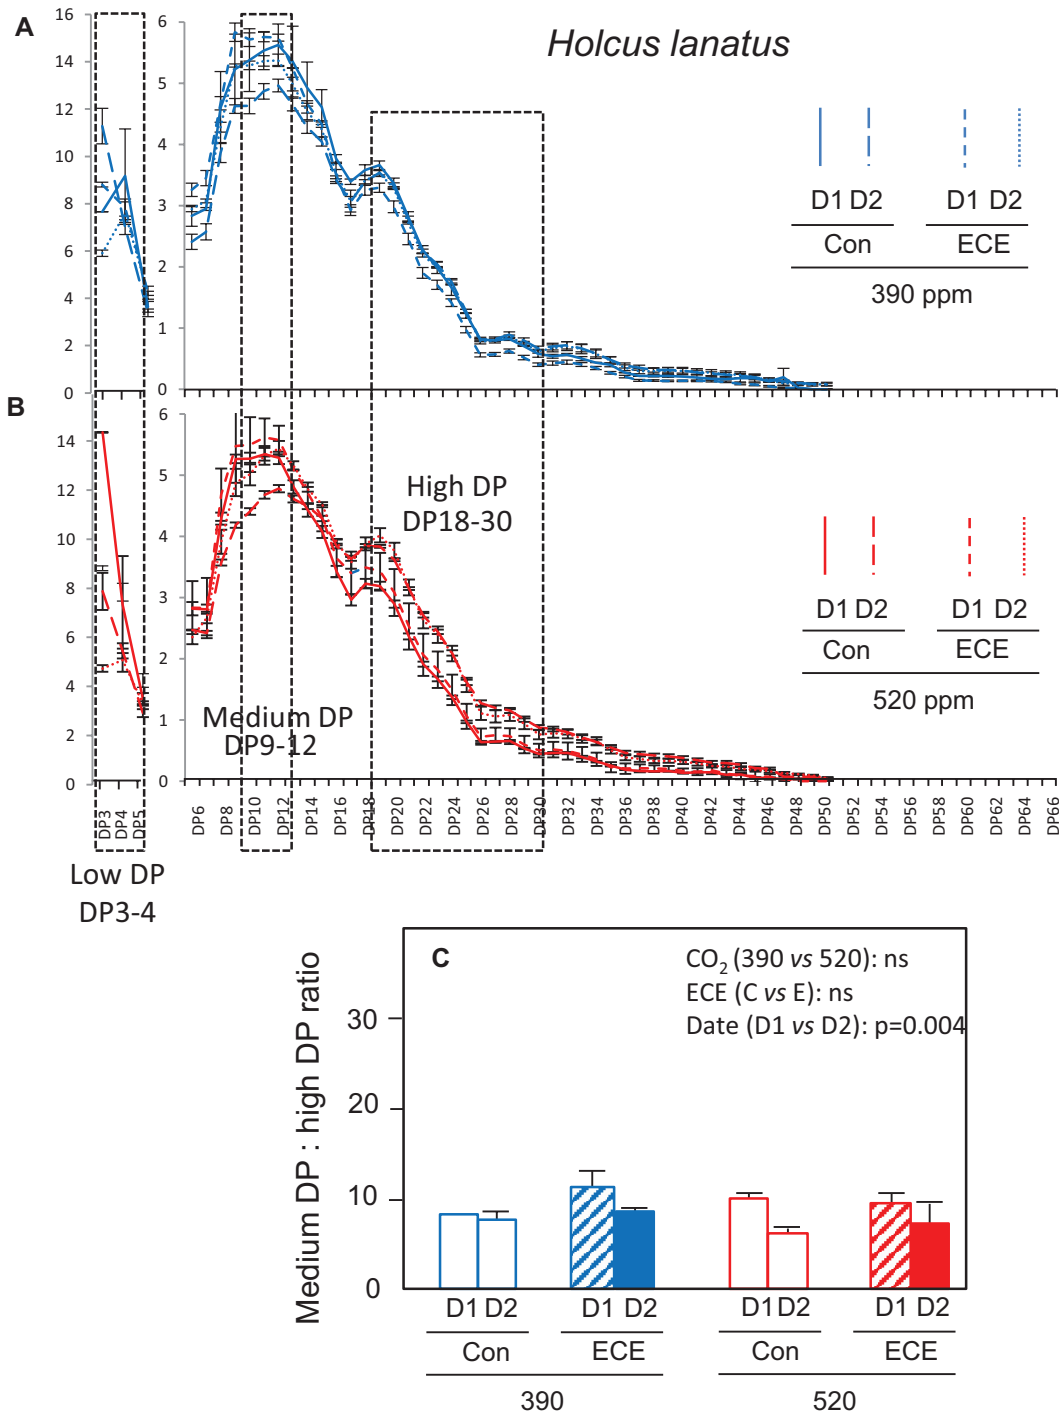 A
Holcus lanatus
16
14
12
10
8
6
4
2
0
6
5
4
3
2
1
0
D1 D2 D1 D2
Con ECE
390 ppm
B
14
12
10
8
6
4
2
0
6
5
4
3
2
1
0
High DP
DP18-30
Medium DP
DP9-12
D1 D2 D1 D2
Con ECE
520 ppm
DP3 DP4 DP5 DP6 DP8 DP10 DP12 DP14 DP16 DP18 DP20 DP22 DP24 DP26 DP28 DP30 DP32 DP34 DP36 DP38 DP40 DP42 DP44 DP46 DP48 DP50 DP52 DP54 DP56 DP58 DP60 DP62 DP64 DP66
Low DP
DP3-4
C
CO2 (390 vs 520): ns
ECE (C vs E): ns
Date (D1 vs D2): p=0.004
Medium DP : high DP ratio
30
20
10
0
D1 D2 D1 D2 D1 D2 D1 D2
Con ECE Con ECE
390 520